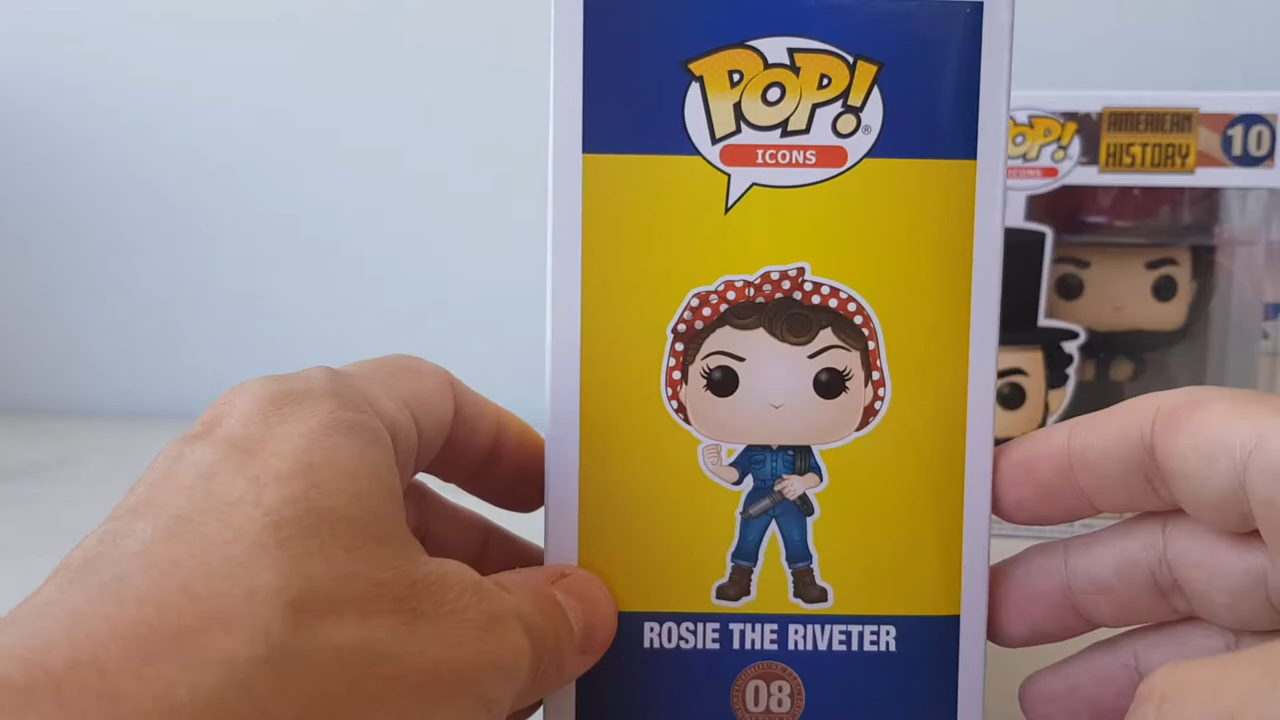 POP!
®
ICONS
ROSIE THE RIVETER
08
POP!
ICONS
AMERICAN
HISTORY
10